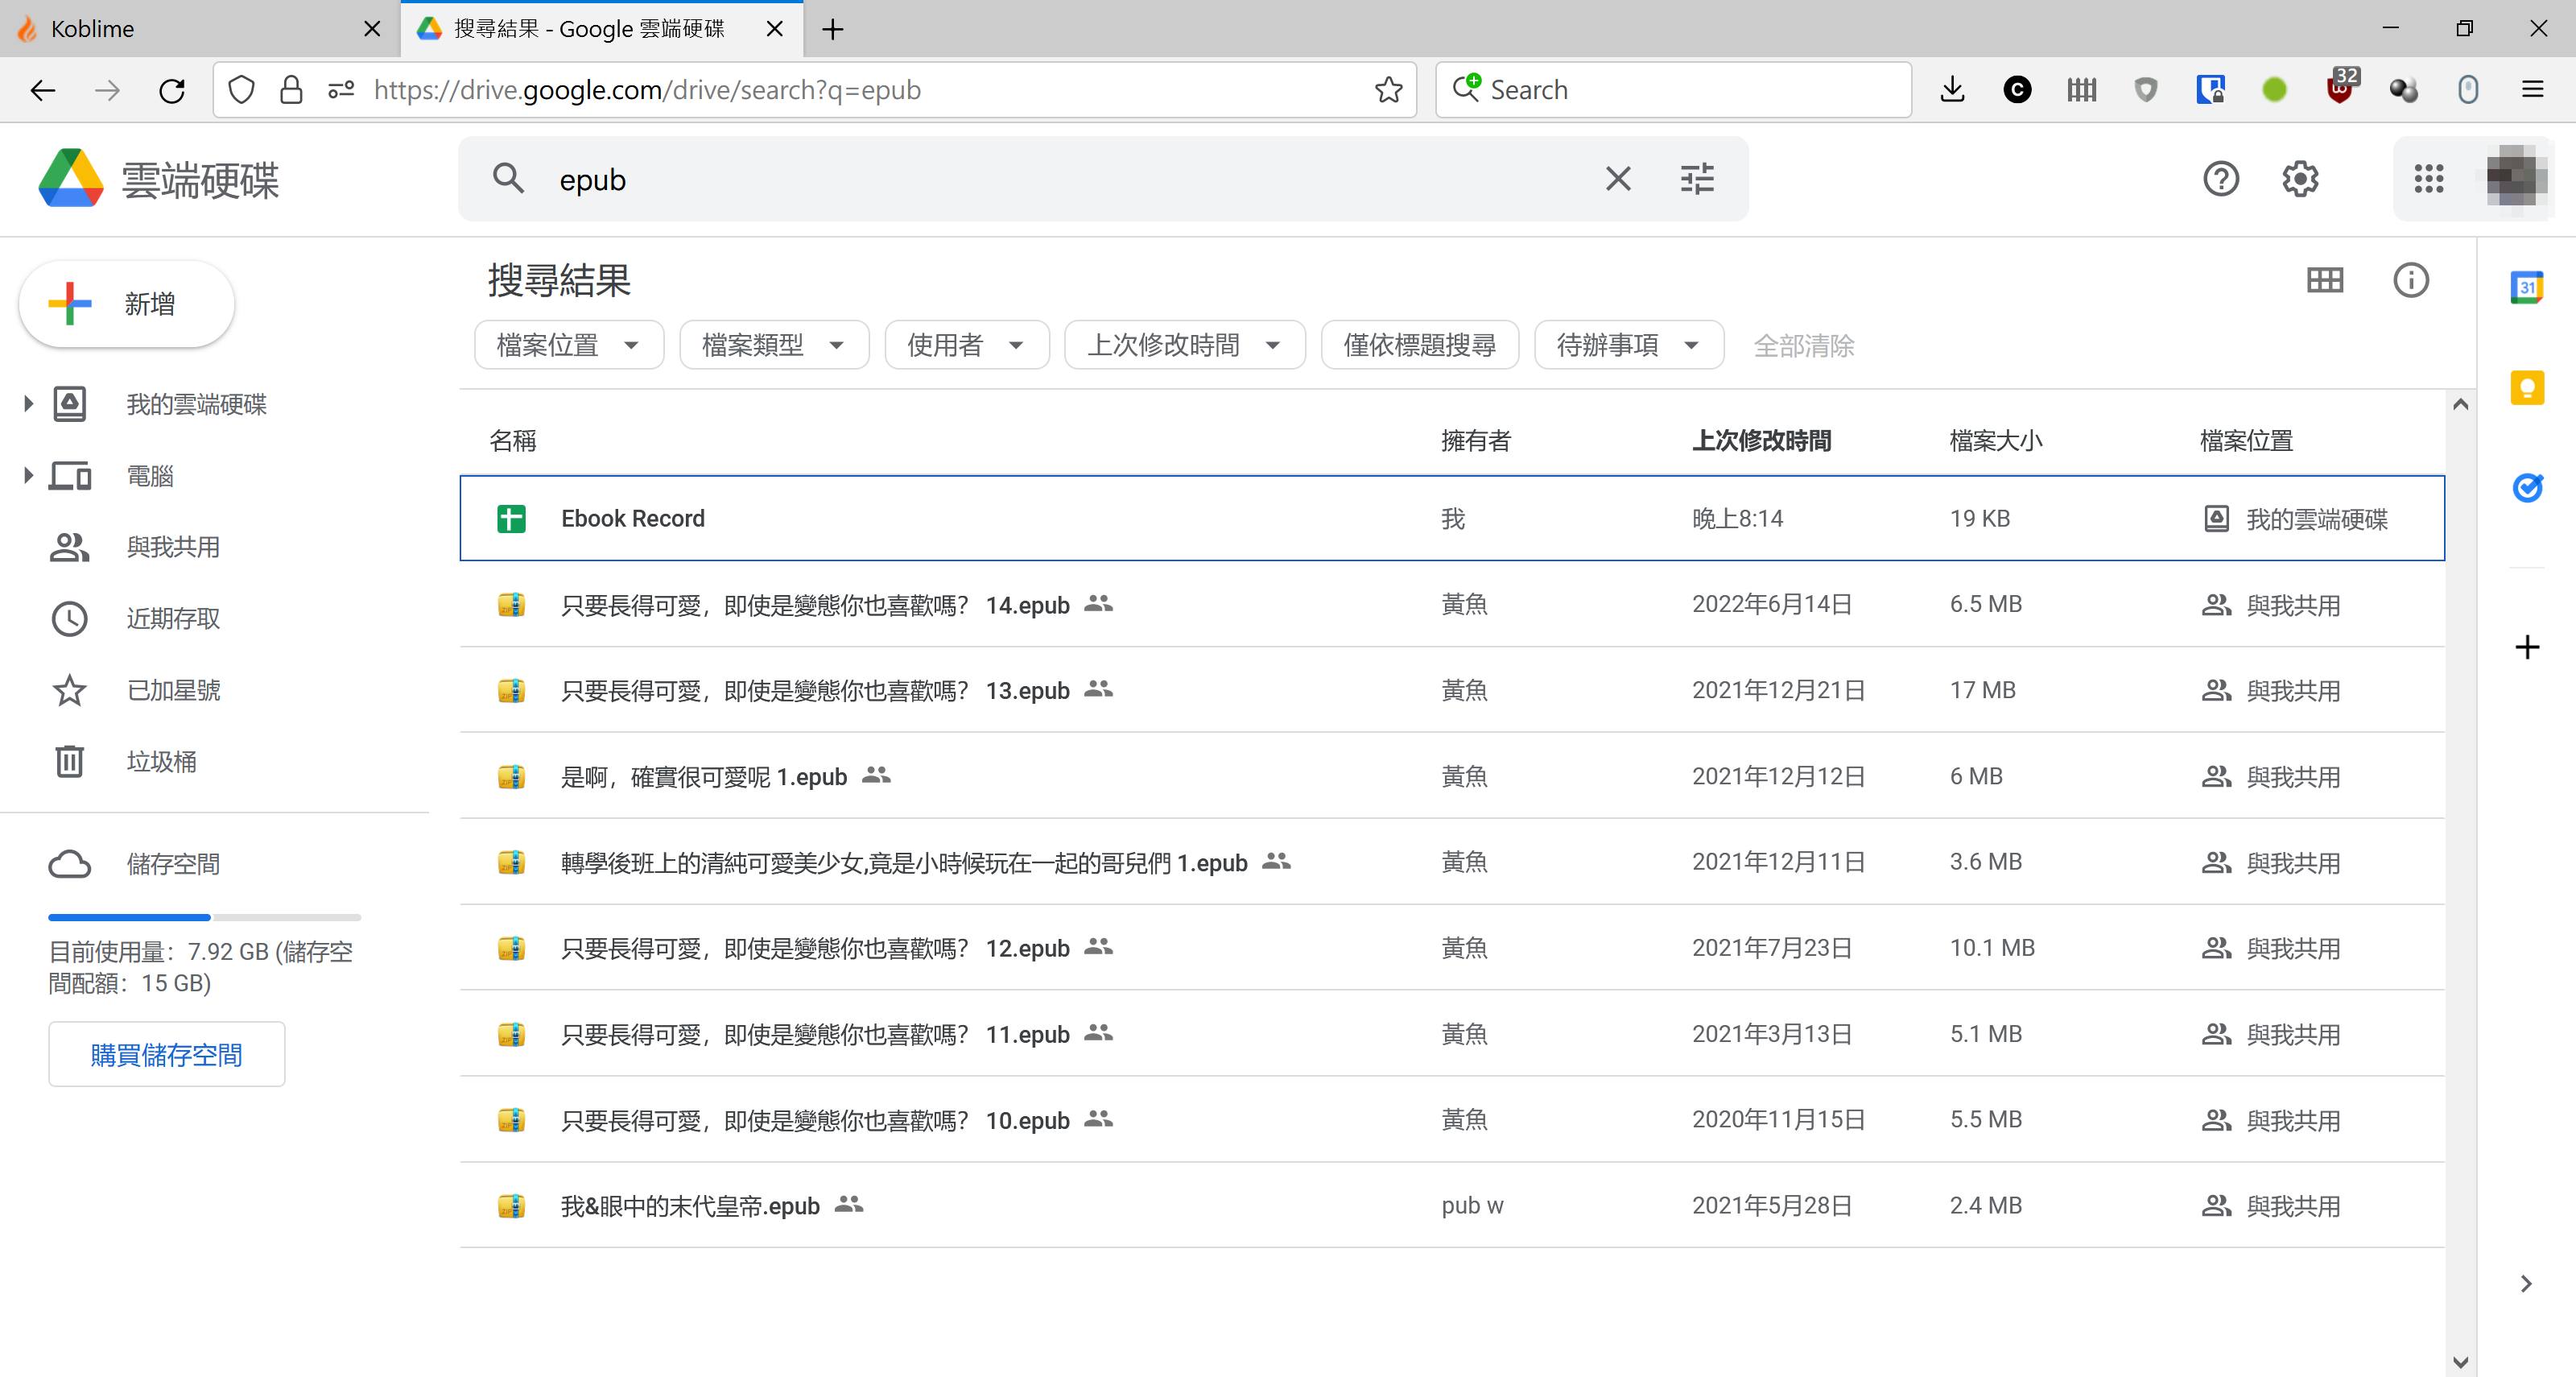 Koblime
搜尋結果 - Google 雲端硬碟
https://drive.google.com/drive/search?q=epub
Search
32
雲端硬碟
epub
新增
我的雲端硬碟
電腦
與我共用
近期存取
已加星號
垃圾桶
儲存空間
目前使用量：7.92 GB (儲存空
間配額：15 GB)
購買儲存空間
搜尋結果
檔案位置 檔案類型 使用者 上次修改時間 僅依標題搜尋 待辦事項 全部清除
名稱 擁有者 上次修改時間 檔案大小 檔案位置
Ebook Record 我 晚上8:14 19 KB 我的雲端硬碟
只要長得可愛，即使是變態你也喜歡嗎？ 14.epub 黃魚 2022年6月14日 6.5 MB 與我共用
只要長得可愛，即使是變態你也喜歡嗎？ 13.epub 黃魚 2021年12月21日 17 MB 與我共用
是啊，確實很可愛呢 1.epub 黃魚 2021年12月12日 6 MB 與我共用
轉學後班上的清純可愛美少女,竟是小時候玩在一起的哥兒們 1.epub 黃魚 2021年12月11日 3.6 MB 與我共用
只要長得可愛，即使是變態你也喜歡嗎？ 12.epub 黃魚 2021年7月23日 10.1 MB 與我共用
只要長得可愛，即使是變態你也喜歡嗎？ 11.epub 黃魚 2021年3月13日 5.1 MB 與我共用
只要長得可愛，即使是變態你也喜歡嗎？ 10.epub 黃魚 2020年11月15日 5.5 MB 與我共用
我&眼中的末代皇帝.epub pub w 2021年5月28日 2.4 MB 與我共用
31